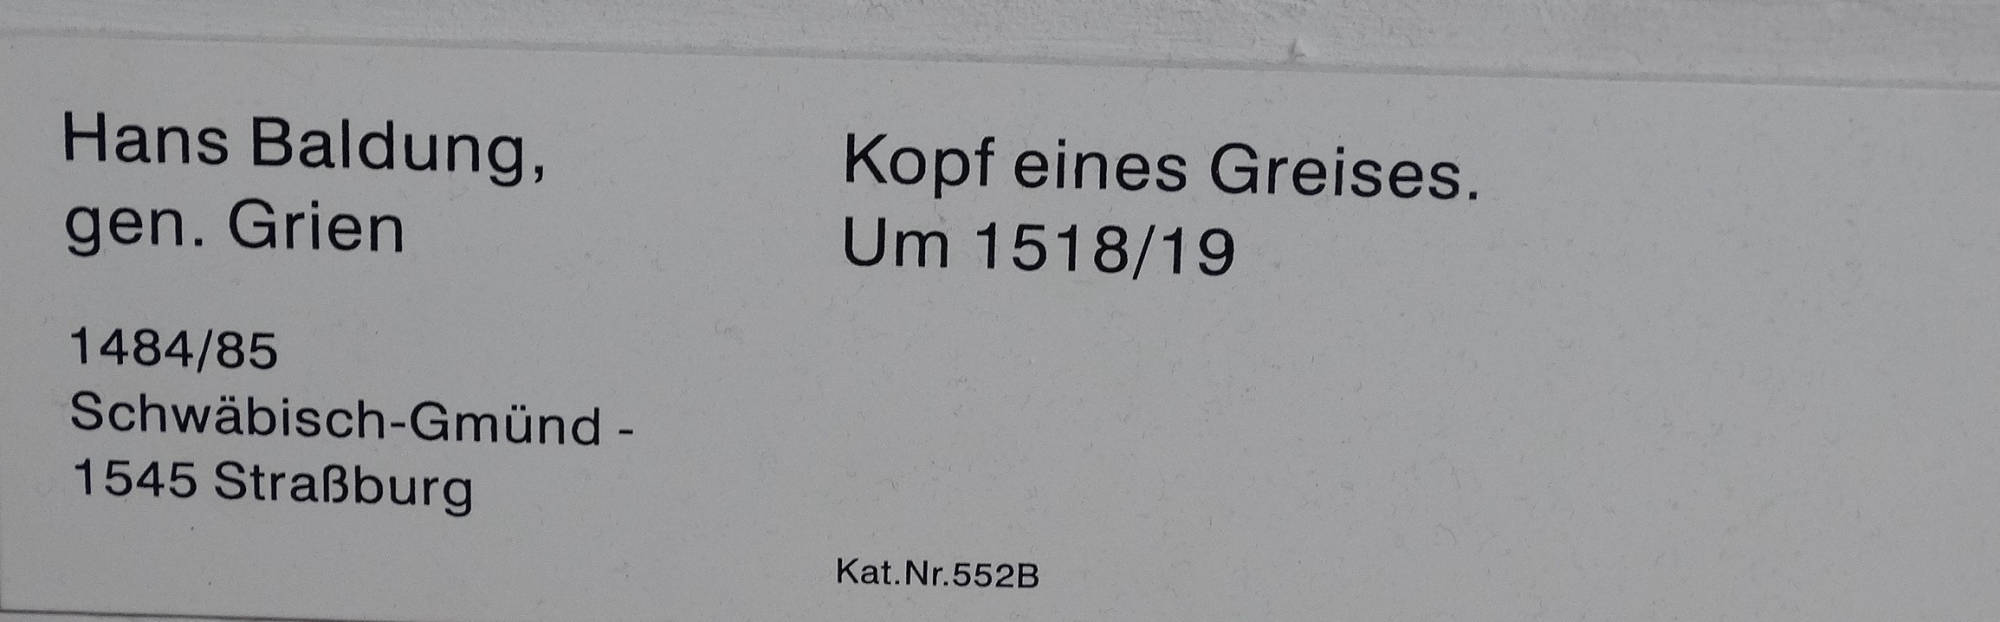 Hans Baldung,
gen. Grien
1484/85
Schwäbisch-Gmünd -
1545 Straßburg
Kopf eines Greises.
Um 1518/19
Kat.Nr.552B